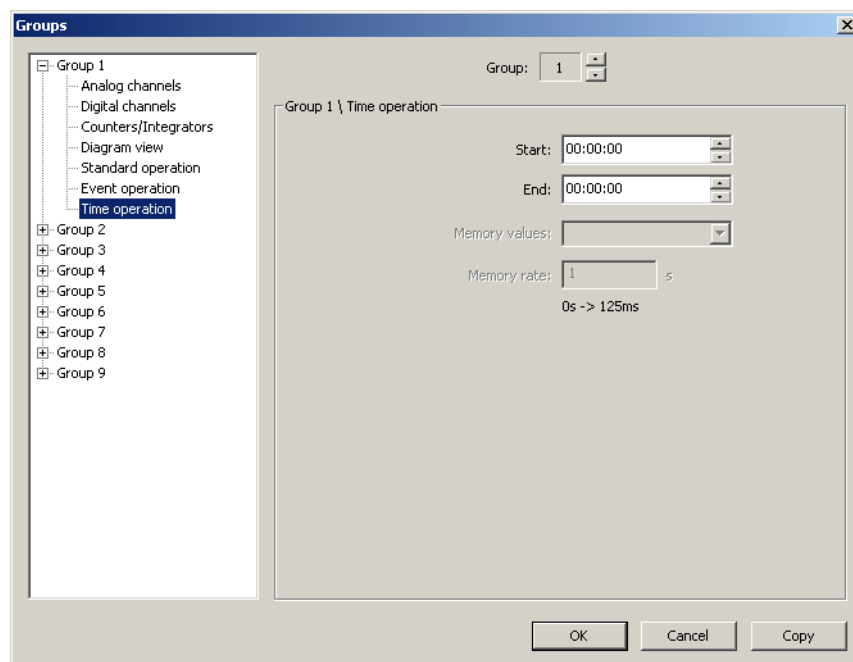 Groups
Group 1
Analog channels
Digital channels
Counters/Integrators
Diagram view
Standard operation
Event operation
Time operation
Group 2
Group 3
Group 4
Group 5
Group 6
Group 7
Group 8
Group 9
Group: 1
Group 1 \ Time operation
Start: 00:00:00
End: 00:00:00
Memory values:
Memory rate: 1 s
0s -> 125ms
OK Cancel Copy